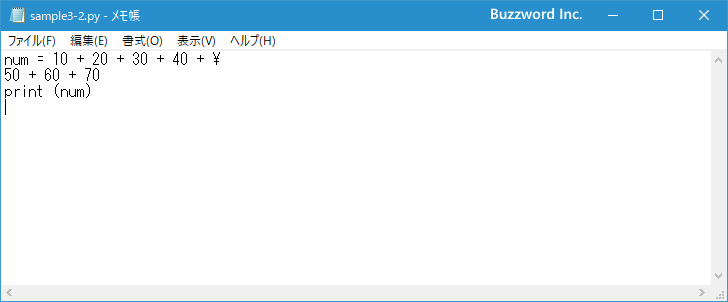 sample3-2.py - メモ帳
Buzzword Inc.
ファイル(F) 編集(E) 書式(O) 表示(V) ヘルプ(H)
num = 10 + 20 + 30 + 40 + ¥
50 + 60 + 70
print (num)